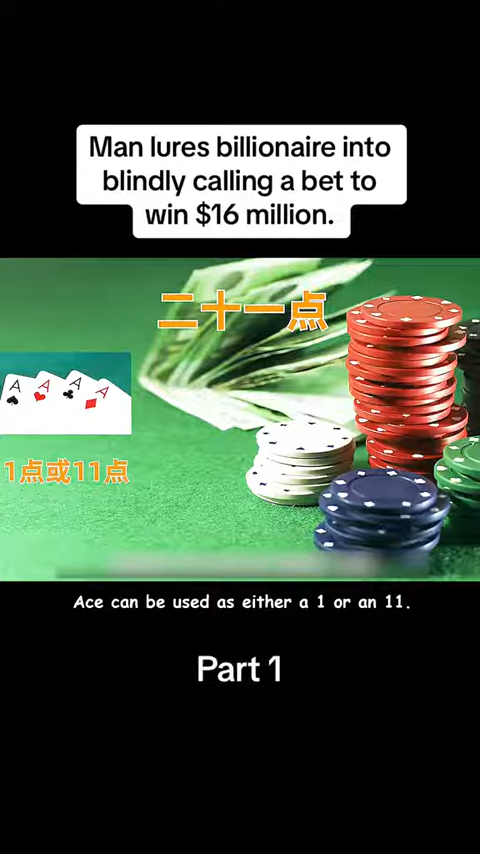 Man lures billionaire into
blindly calling a bet to
win $16 million.
二十一点
A A A A
1点或11点
Ace can be used as either a 1 or an 11.
Part 1